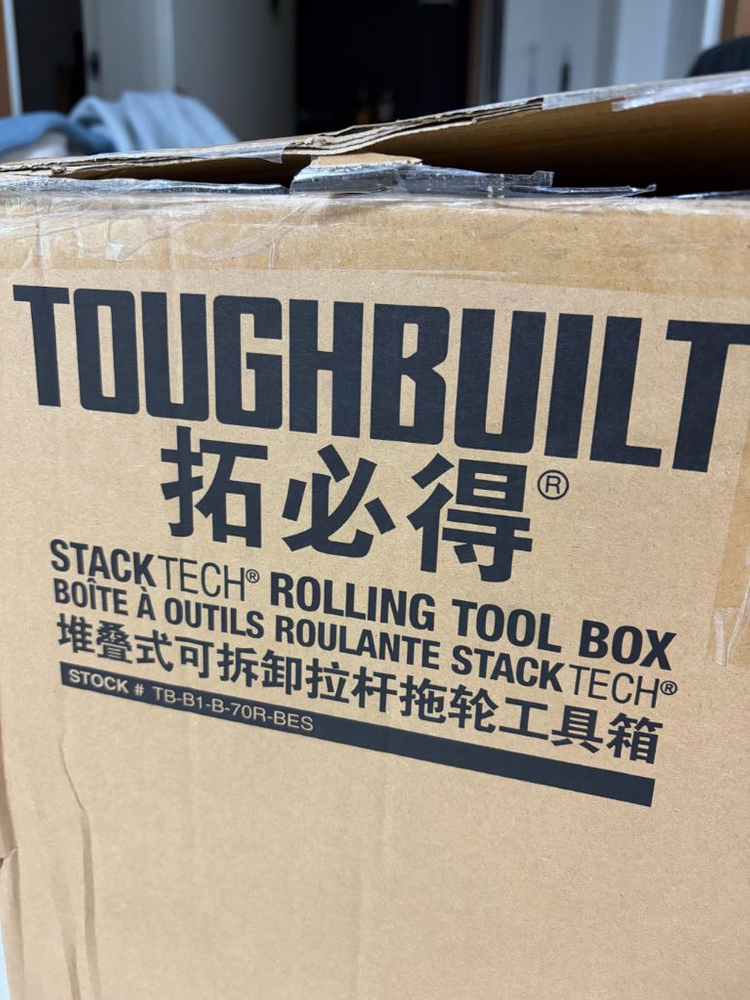 TOUGHBUILT
拓必得®
STACKTECH® ROLLING TOOL BOX
BOÎTE À OUTILS ROULANTE STACKTECH®
堆叠式可拆卸拉杆拖轮工具箱
STOCK # TB-B1-B-70R-BES